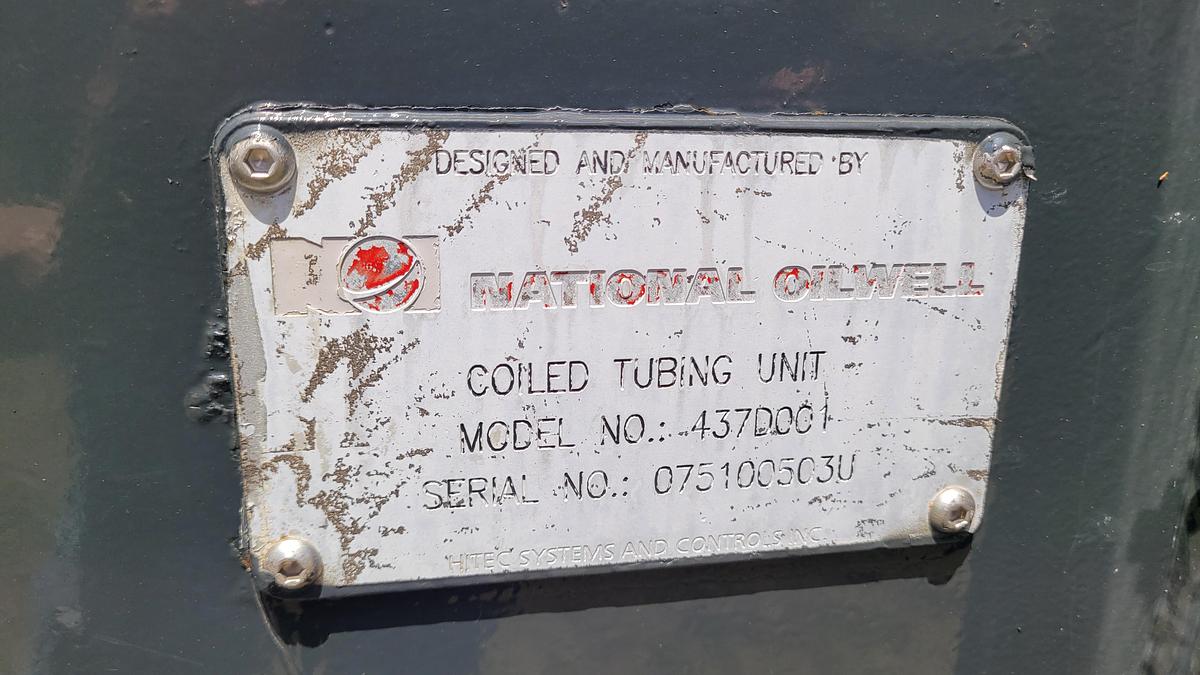 DESIGNED AND MANUFACTURED BY
NATIONAL OILWELL
COILED TUBING UNIT
MODEL NO.: 437D001
SERIAL NO.: 075100503U
HITEC SYSTEMS AND CONTROLS INC.